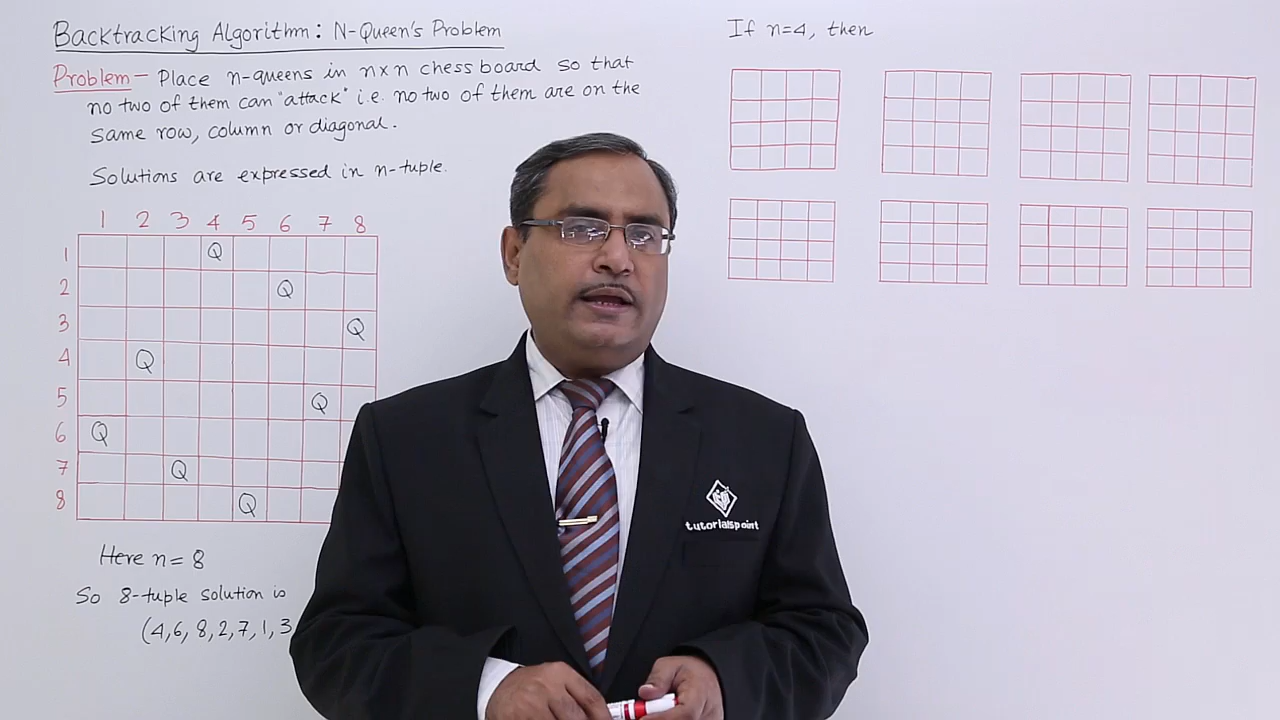 Backtracking Algorithm: N-Queen's Problem
Problem - Place n-queens in n×n chess board so that
no two of them can "attack" i.e. no two of them are on the
same row, column or diagonal.
Solutions are expressed in n-tuple.
1 2 3 4 5 6 7 8
1 Q
2 Q
3 Q
4 Q
5 Q
6 Q
7 Q
8 Q
Here n = 8
So 8-tuple solution is
(4,6,8,2,7,1,3
If n=4, then
tutorialspoint